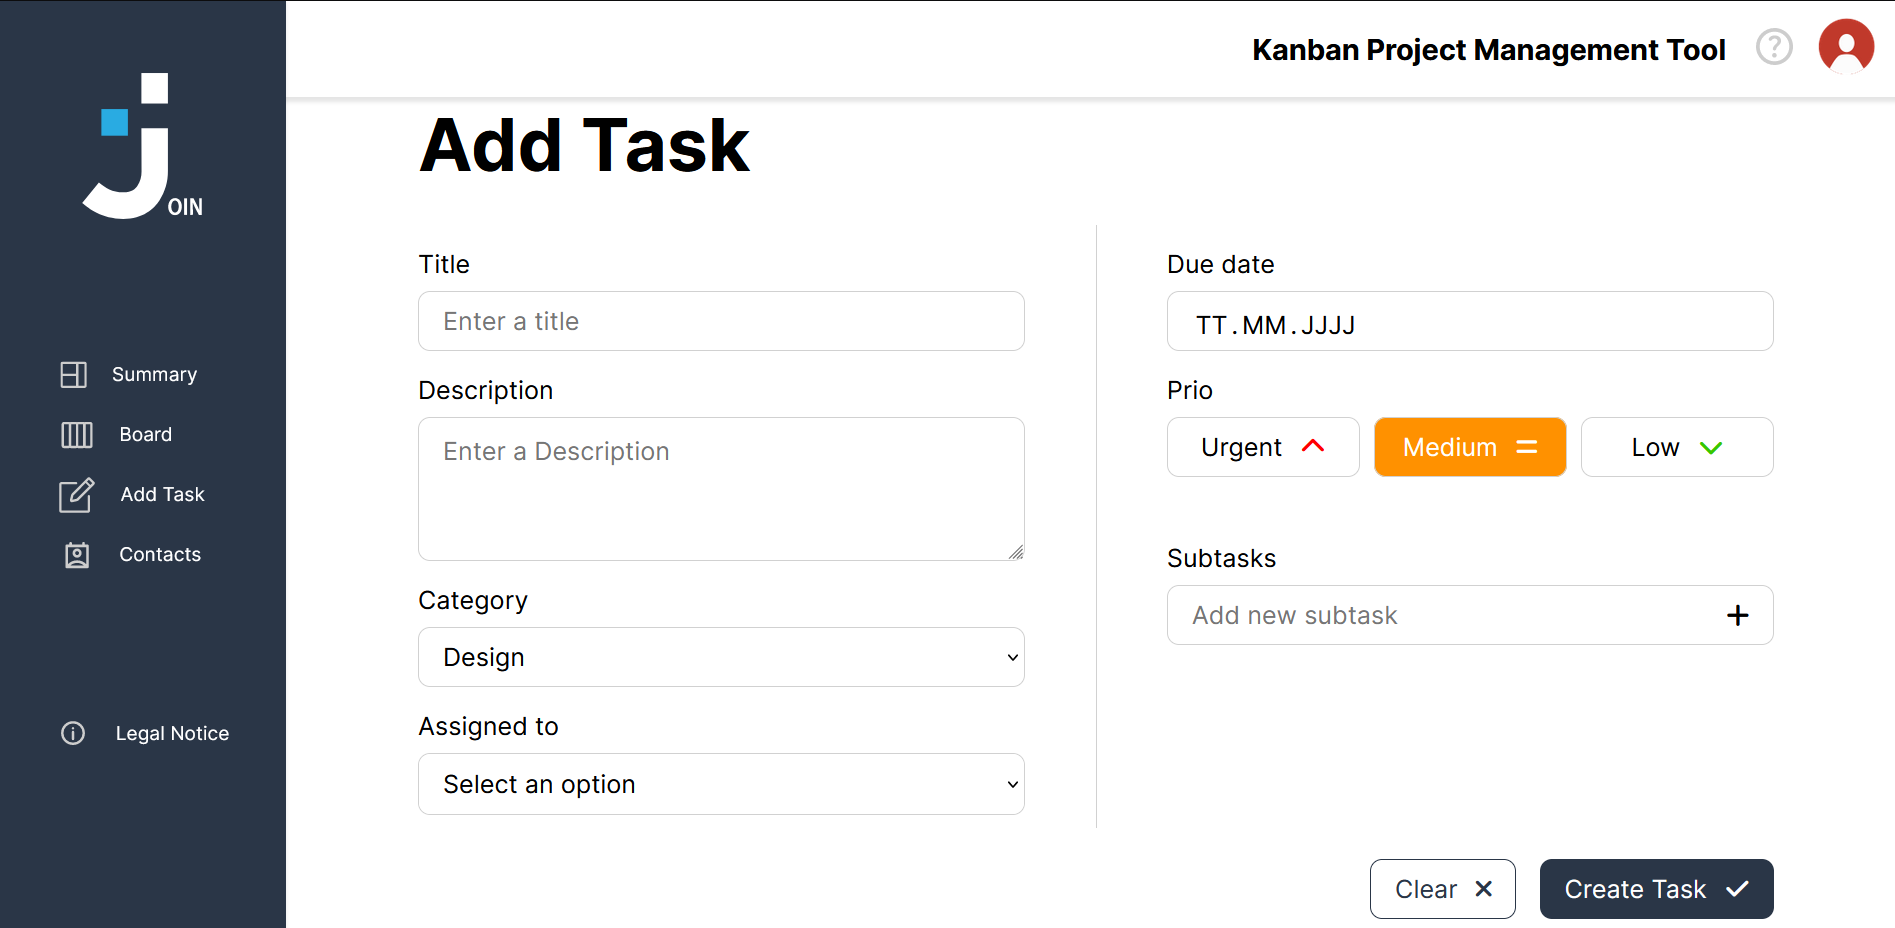 OIN
Summary
Board
Add Task
Contacts
Legal Notice
Kanban Project Management Tool
Add Task
Title
Enter a title
Description
Enter a Description
Category
Design
Assigned to
Select an option
Due date
TT.MM.JJJJ
Prio
Urgent
Medium
Low
Subtasks
Add new subtask
Clear
Create Task